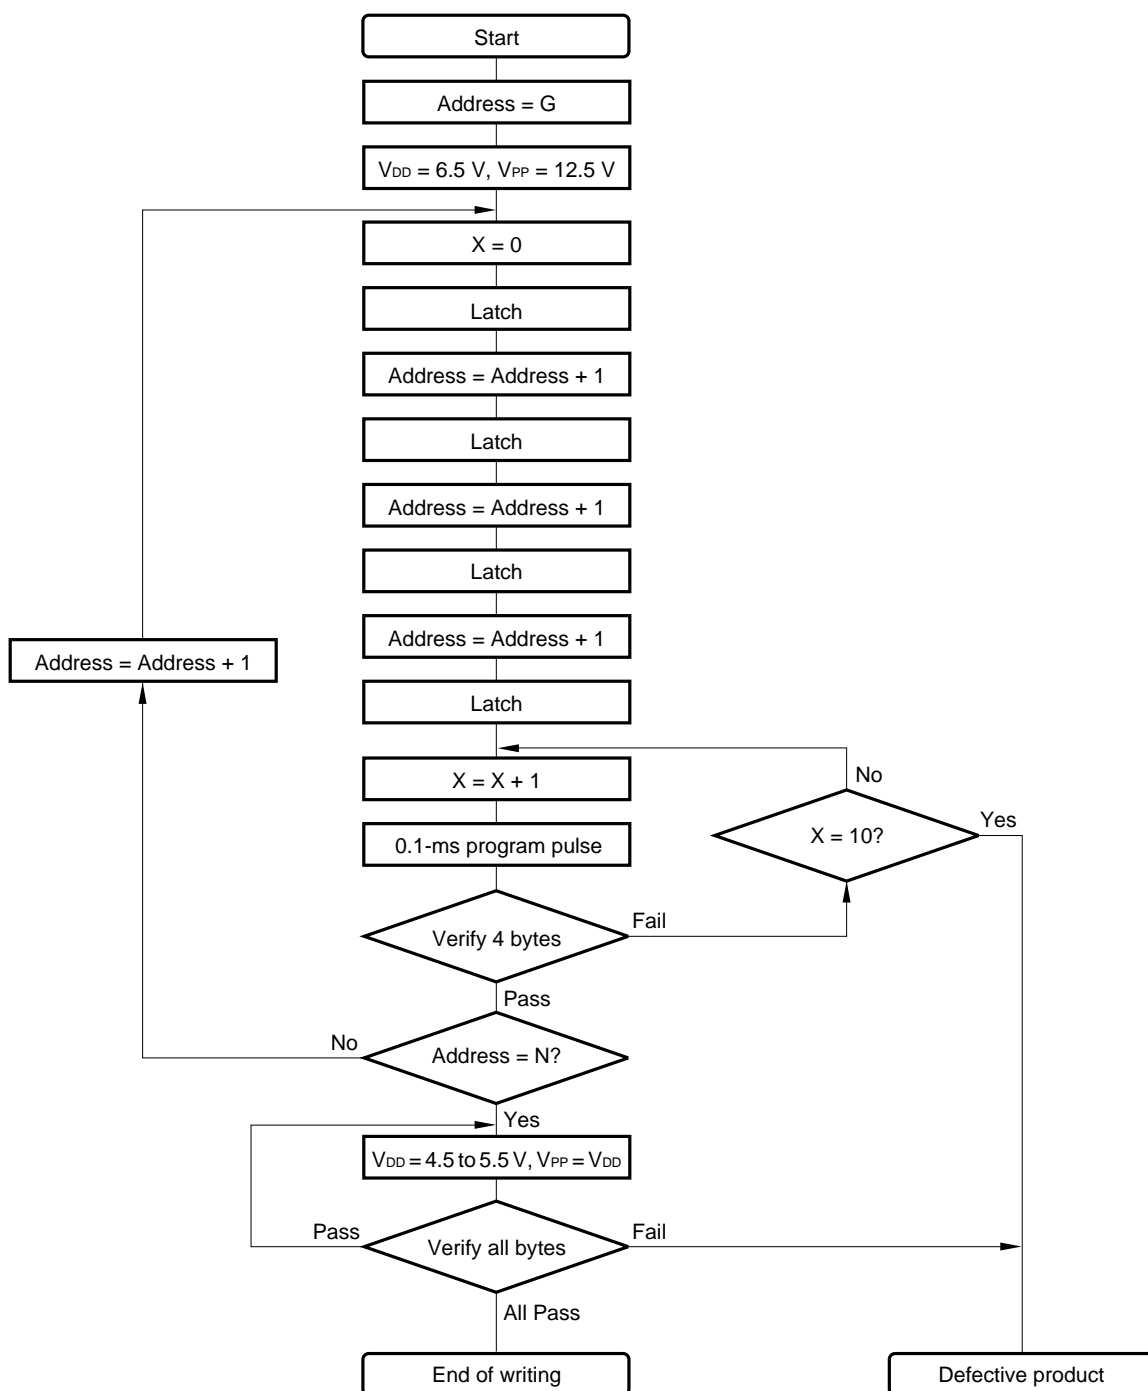 Start
Address = G
VDD = 6.5 V, VPP = 12.5 V
X = 0
Latch
Address = Address + 1
Latch
Address = Address + 1
Latch
Address = Address + 1
Address = Address + 1
Latch
X = X + 1
No
X = 10?
Yes
0.1-ms program pulse
Verify 4 bytes
Fail
Pass
No
Address = N?
Yes
VDD = 4.5 to 5.5 V, VPP = VDD
Pass
Verify all bytes
Fail
All Pass
End of writing
Defective product